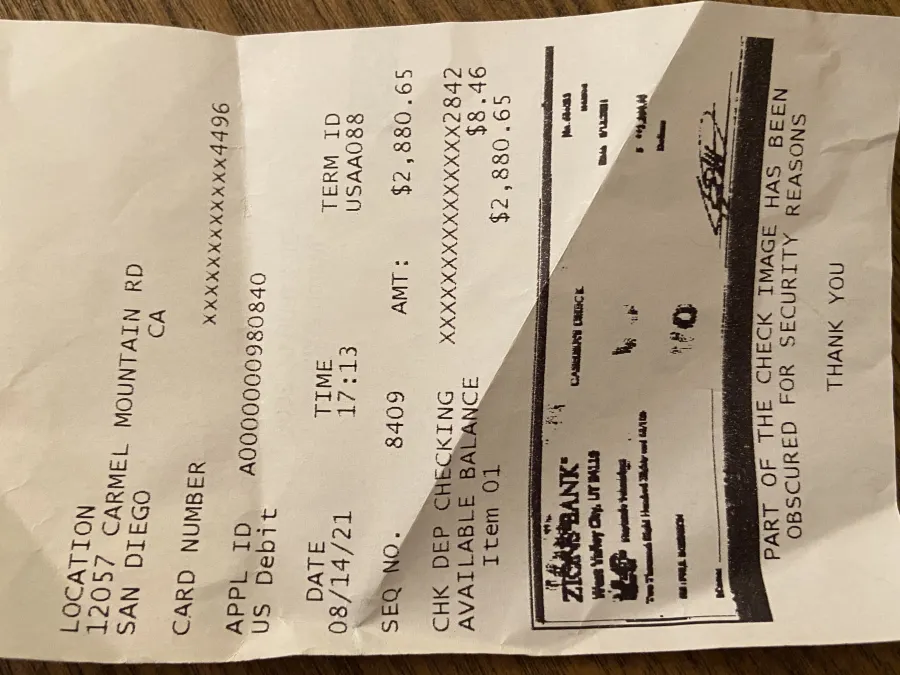 LOCATION
12057 CARMEL MOUNTAIN RD
SAN DIEGO CA
CARD NUMBER XXXXXXXXXXXX4496
APPL ID A0000000980840
US Debit
DATE TIME TERM ID
08/14/21 17:13 USAA088
SEQ NO. 8409 AMT: $2,880.65
CHK DEP CHECKING XXXXXXXXXXXXXXX2842
AVAILABLE BALANCE $8.46
Item 01 $2,880.65
CASHIER'S CHECK
ZIONS BANK
West Valley City, UT
PART OF THE CHECK IMAGE HAS BEEN
OBSCURED FOR SECURITY REASONS
THANK YOU